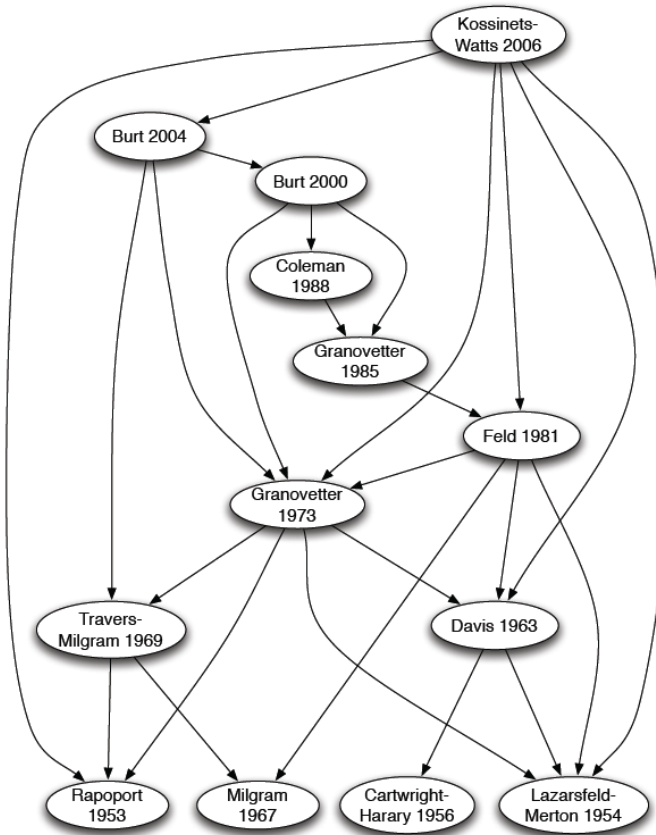 Kossinets-
Watts 2006
Burt 2004
Burt 2000
Coleman
1988
Granovetter
1985
Feld 1981
Granovetter
1973
Travers-
Milgram 1969
Davis 1963
Rapoport
1953
Milgram
1967
Cartwright-
Harary 1956
Lazarsfeld-
Merton 1954